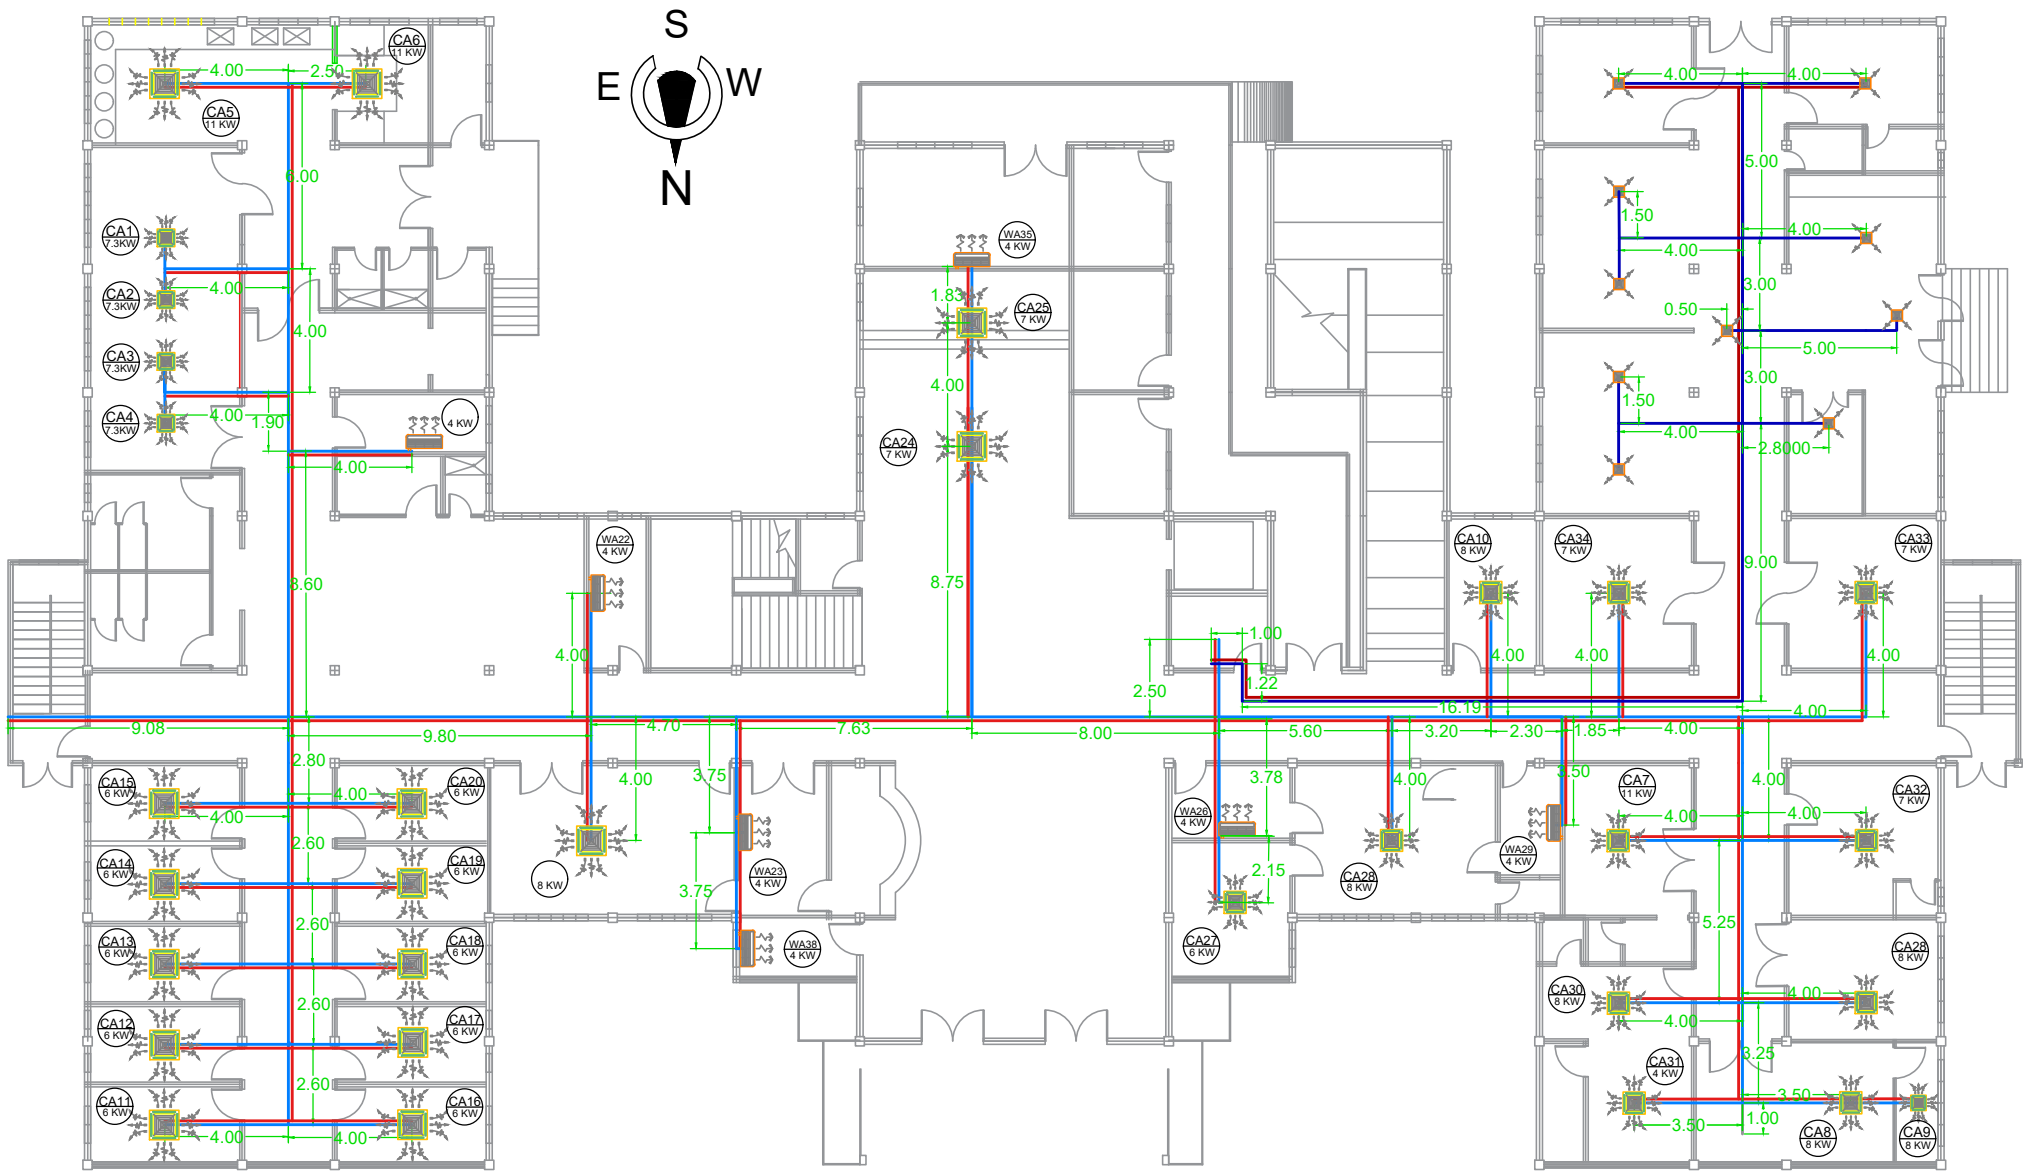 S
E
W
N
CA6
11 KW
4.00
2.50
CA5
11 KW
6.00
CA1
7.3KW
4.00
CA2
7.3KW
4.00
CA3
7.3KW
CA4
7.3KW
4.00
1.90
4 KW
4.00
8.60
WA35
4 KW
1.83
CA25
7 KW
4.00
CA24
7 KW
8.75
WA22
4 KW
4.00
4.00
4.00
5.00
1.50
4.00
4.00
3.00
0.50
5.00
3.00
1.50
4.00
2.8000
9.00
CA10
8 KW
CA34
7 KW
CA33
7 KW
4.00
4.00
4.00
1.00
2.50
1.22
16.19
4.00
9.08
9.80
4.70
7.63
8.00
5.60
3.20
2.30
1.85
4.00
2.80
CA15
6 KW
CA20
6 KW
4.00
4.00
2.60
CA14
6 KW
CA19
6 KW
2.60
CA13
6 KW
CA18
6 KW
2.60
CA12
6 KW
CA17
6 KW
2.60
CA11
6 KW
CA16
6 KW
4.00
4.00
4.00
8 KW
3.75
WA23
4 KW
3.75
WA38
4 KW
3.78
WA26
4 KW
2.15
CA27
6 KW
4.00
CA28
8 KW
3.50
WA29
4 KW
CA7
11 KW
4.00
4.00
4.00
CA32
7 KW
5.25
CA28
8 KW
CA30
8 KW
4.00
4.00
3.25
CA31
4 KW
3.50
3.50
1.00
CA8
8 KW
CA9
8 KW